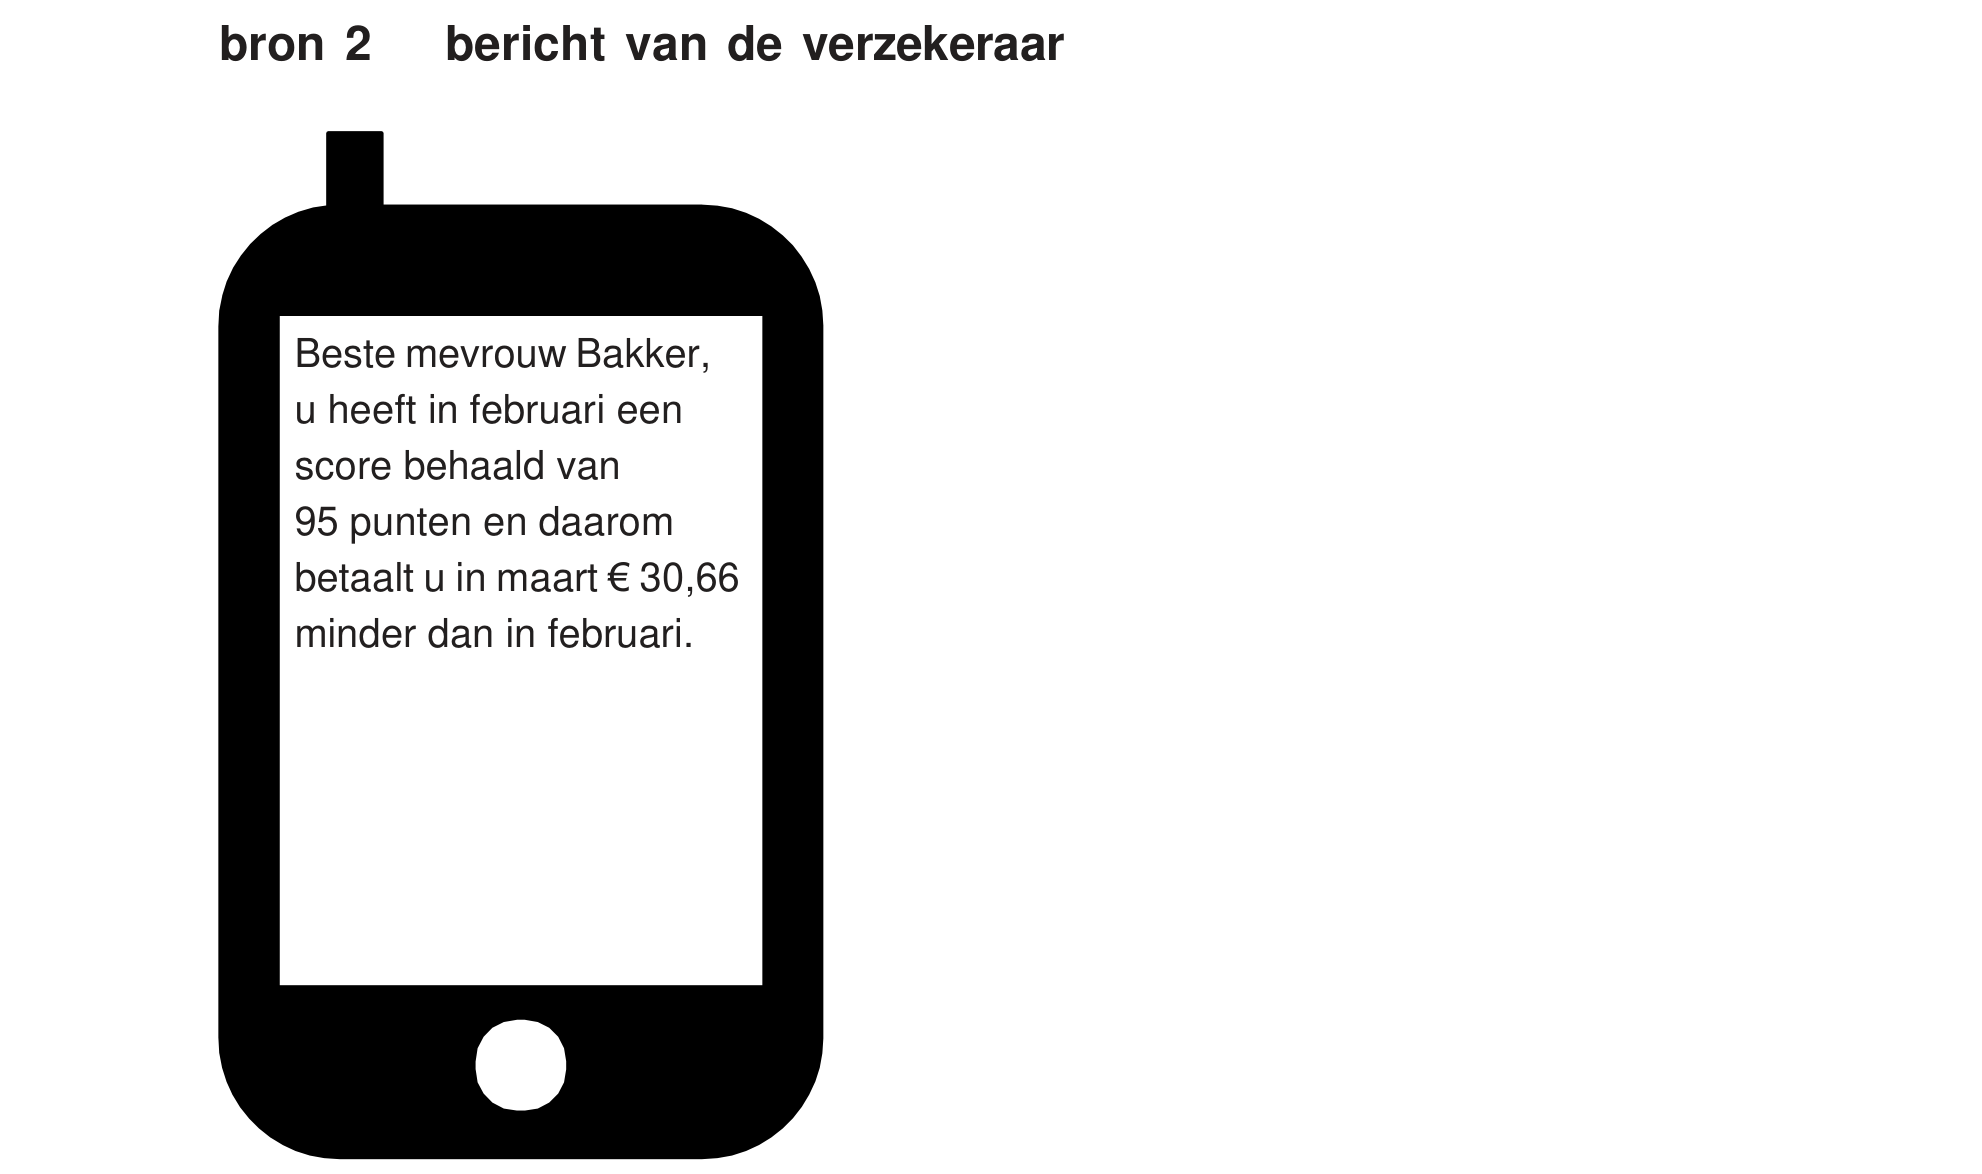 bron 2 bericht van de verzekeraar
Beste mevrouw Bakker,
u heeft in februari een
score behaald van
95 punten en daarom
betaalt u in maart € 30,66
minder dan in februari.